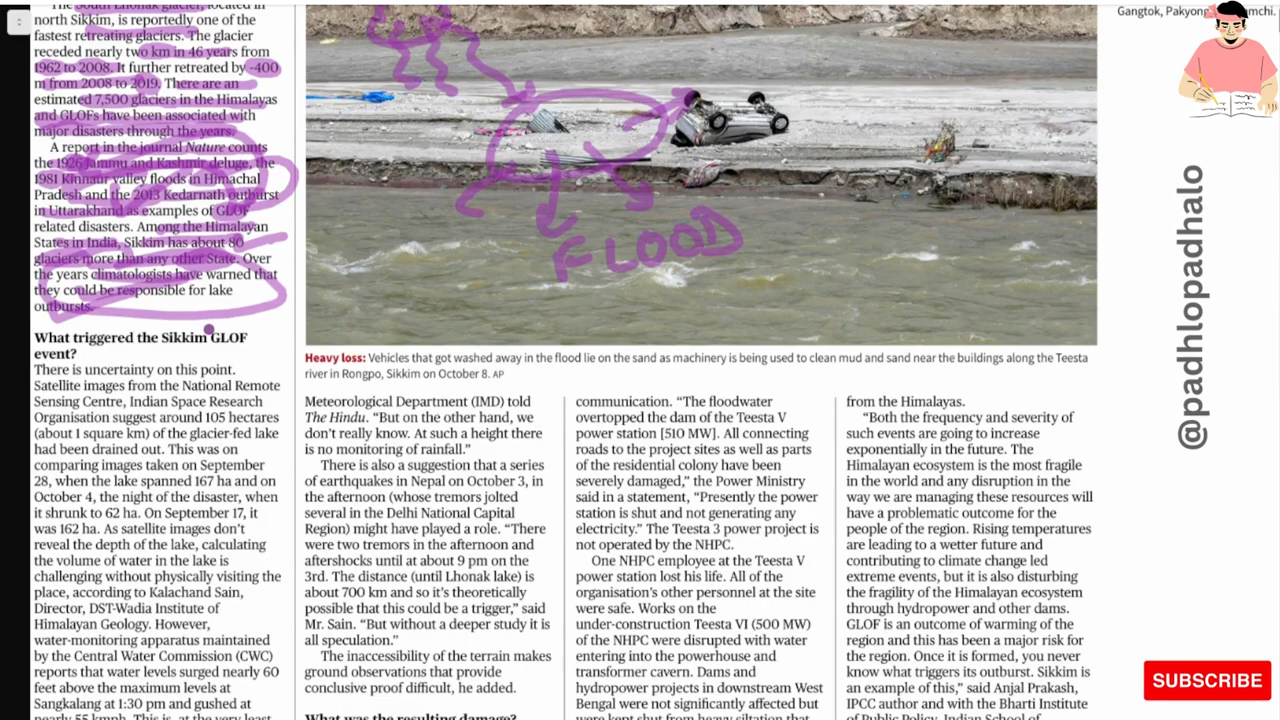 The South Lhonak glacier, located in
north Sikkim, is reportedly one of the
fastest retreating glaciers. The glacier
receded nearly two km in 46 years from
1962 to 2008. It further retreated by -400
m from 2008 to 2019. There are an
estimated 7,500 glaciers in the Himalayas
and GLOFs have been associated with
major disasters through the years.
A report in the journal Nature counts
the 1926 Jammu and Kashmir deluge, the
1981 Kinnaur valley floods in Himachal
Pradesh and the 2013 Kedarnath outburst
in Uttarakhand as examples of GLOF
related disasters. Among the Himalayan
States in India, Sikkim has about 80
glaciers more than any other State. Over
the years climatologists have warned that
they could be responsible for lake
outbursts.
What triggered the Sikkim GLOF
event?
There is uncertainty on this point.
Satellite images from the National Remote
Sensing Centre, Indian Space Research
Organisation suggest around 105 hectares
(about 1 square km) of the glacier-fed lake
had been drained out. This was on
comparing images taken on September
28, when the lake spanned 167 ha and on
October 4, the night of the disaster, when
it shrunk to 62 ha. On September 17, it
was 162 ha. As satellite images don't
reveal the depth of the lake, calculating
the volume of water in the lake is
challenging without physically visiting the
place, according to Kalachand Sain,
Director, DST-Wadia Institute of
Himalayan Geology. However,
water-monitoring apparatus maintained
by the Central Water Commission (CWC)
reports that water levels surged nearly 60
feet above the maximum levels at
Sangkalang at 1:30 pm and gushed at
nearly 55 kmph. This is, at the very least,
FLOOD
Heavy loss: Vehicles that got washed away in the flood lie on the sand as machinery is being used to clean mud and sand near the buildings along the Teesta
river in Rongpo, Sikkim on October 8. AP
Meteorological Department (IMD) told
The Hindu. “But on the other hand, we
don't really know. At such a height there
is no monitoring of rainfall.”
There is also a suggestion that a series
of earthquakes in Nepal on October 3, in
the afternoon (whose tremors jolted
several in the Delhi National Capital
Region) might have played a role. “There
were two tremors in the afternoon and
aftershocks until at about 9 pm on the
3rd. The distance (until Lhonak lake) is
about 700 km and so it's theoretically
possible that this could be a trigger,” said
Mr. Sain. “But without a deeper study it is
all speculation.”
The inaccessibility of the terrain makes
ground observations that provide
conclusive proof difficult, he added.
What was the resulting damage?
communication. “The floodwater
overtopped the dam of the Teesta V
power station [510 MW]. All connecting
roads to the project sites as well as parts
of the residential colony have been
severely damaged,” the Power Ministry
said in a statement, “Presently the power
station is shut and not generating any
electricity.” The Teesta 3 power project is
not operated by the NHPC.
One NHPC employee at the Teesta V
power station lost his life. All of the
organisation's other personnel at the site
were safe. Works on the
under-construction Teesta VI (500 MW)
of the NHPC were disrupted with water
entering into the powerhouse and
transformer cavern. Dams and
hydropower projects in downstream West
Bengal were not significantly affected but
were kept shut from heavy siltation that
from the Himalayas.
“Both the frequency and severity of
such events are going to increase
exponentially in the future. The
Himalayan ecosystem is the most fragile
in the world and any disruption in the
way we are managing these resources will
have a problematic outcome for the
people of the region. Rising temperatures
are leading to a wetter future and
contributing to climate change led
extreme events, but it is also disturbing
the fragility of the Himalayan ecosystem
through hydropower and other dams.
GLOF is an outcome of warming of the
region and this has been a major risk for
the region. Once it is formed, you never
know what triggers its outburst. Sikkim is
an example of this,” said Anjal Prakash,
IPCC author and with the Bharti Institute
of Public Policy, Indian School of
Gangtok, Pakyong,
@padhlopadhalo
SUBSCRIBE